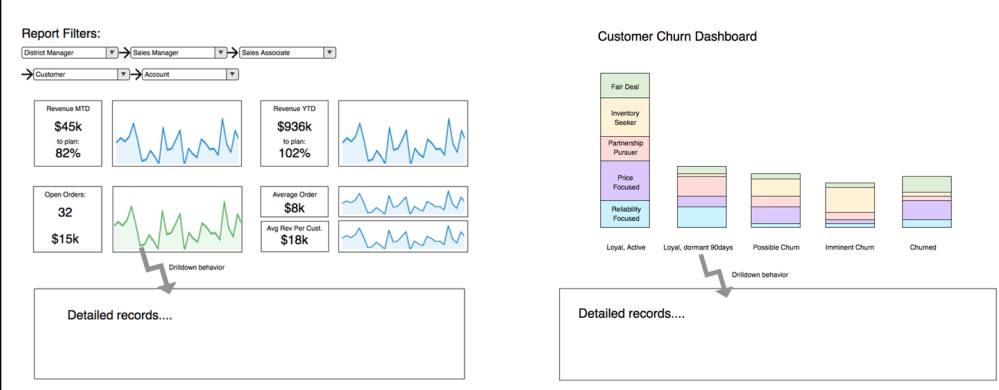 Report Filters:
District Manager
Sales Manager
Sales Associate
Customer
Account
Revenue MTD
$45k
to plan:
82%
Revenue YTD
$936k
to plan:
102%
Open Orders:
32
$15k
Average Order
$8k
Avg Rev Per Cust.
$18k
Drilldown behavior
Detailed records....
Customer Churn Dashboard
Fair Deal
Inventory
Seeker
Partnership
Pursuer
Price
Focused
Reliability
Focused
Loyal, Active
Loyal, dormant 90days
Possible Churn
Imminent Churn
Churned
Drilldown behavior
Detailed records....